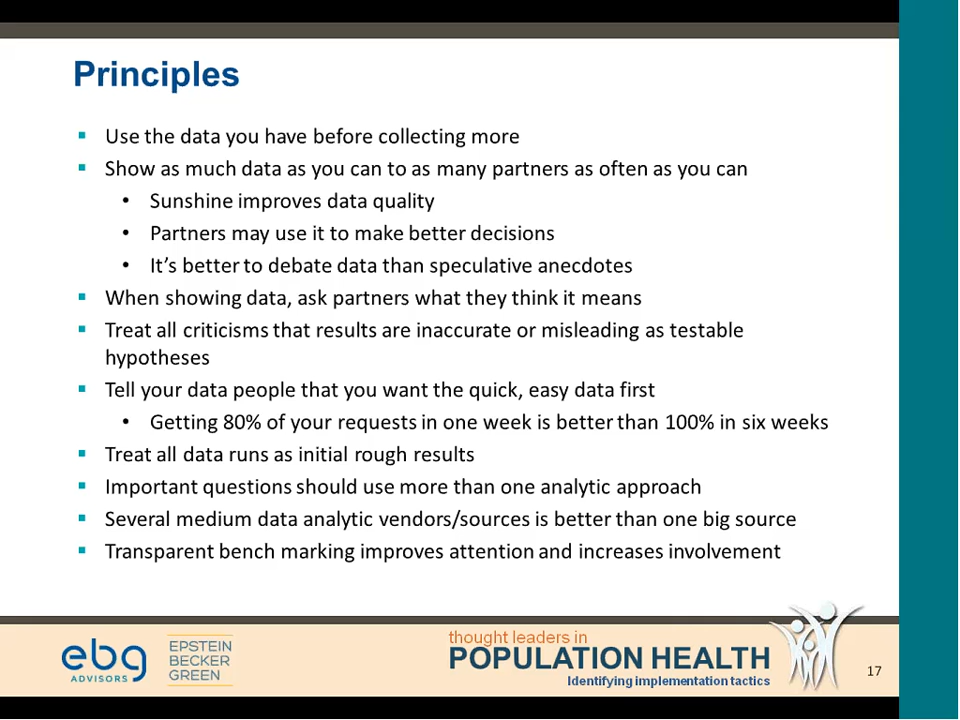 Principles
▪ Use the data you have before collecting more
▪ Show as much data as you can to as many partners as often as you can
• Sunshine improves data quality
• Partners may use it to make better decisions
• It's better to debate data than speculative anecdotes
▪ When showing data, ask partners what they think it means
▪ Treat all criticisms that results are inaccurate or misleading as testable
hypotheses
▪ Tell your data people that you want the quick, easy data first
• Getting 80% of your requests in one week is better than 100% in six weeks
▪ Treat all data runs as initial rough results
▪ Important questions should use more than one analytic approach
▪ Several medium data analytic vendors/sources is better than one big source
▪ Transparent bench marking improves attention and increases involvement
ebg
ADVISORS
EPSTEIN
BECKER
GREEN
thought leaders in
POPULATION HEALTH
Identifying implementation tactics
17